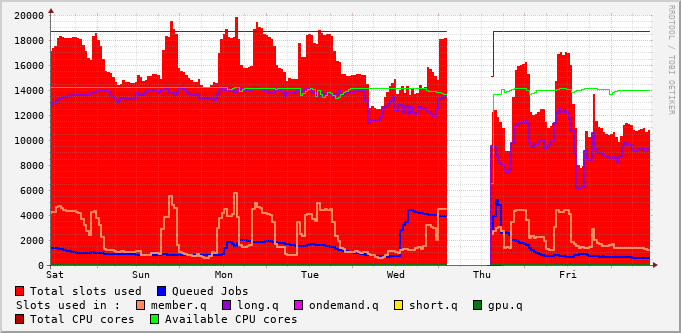 RRDTOOL / TOBI OETIKER
20000
18000
16000
14000
12000
10000
8000
6000
4000
2000
0
Sat Sun Mon Tue Wed Thu Fri
Total slots used Queued Jobs
Slots used in : member.q long.q ondemand.q short.q gpu.q
Total CPU cores Available CPU cores